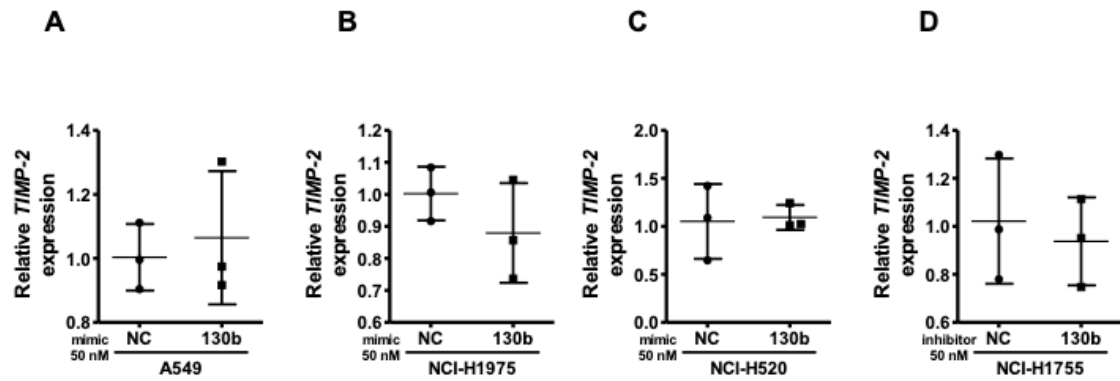 A
Relative TIMP-2
expression
1.4
1.2
1.0
0.8
mimic
50 nM
NC
130b
A549
B
Relative TIMP-2
expression
1.2
1.1
1.0
0.9
0.8
0.7
0.6
mimic
50 nM
NC
130b
NCI-H1975
C
Relative TIMP-2
expression
2.0
1.5
1.0
0.5
0.0
mimic
50 nM
NC
130b
NCI-H520
D
Relative TIMP-2
expression
1.4
1.2
1.0
0.8
0.6
inhibitor
50 nM
NC
130b
NCI-H1755